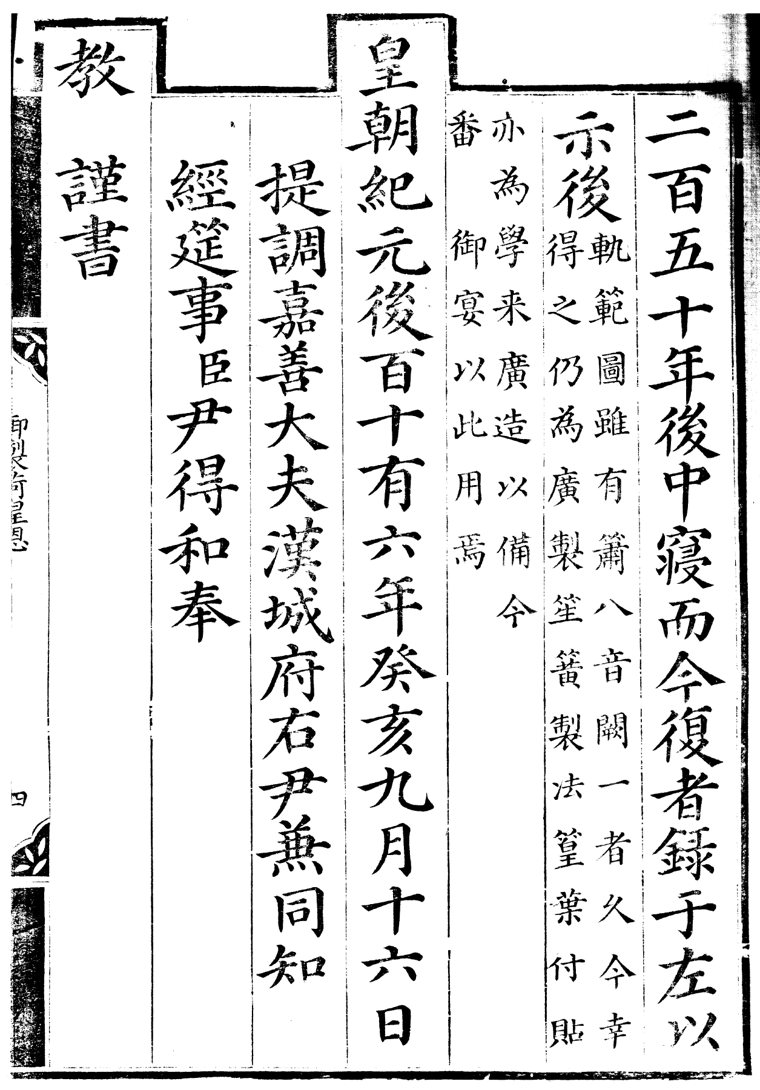 二百五十年後中寢而今復者録于左以
示後軌範圖雖有簫八音闕一者久今幸
得之仍為廣製笙簧製法篁葉付貼
亦為學来廣造以備今
番御宴以此用焉
皇朝紀元後百十有六年癸亥九月十六日
提調嘉善大夫漢城府右尹兼同知
經筵事臣尹得和奉
教謹書
四